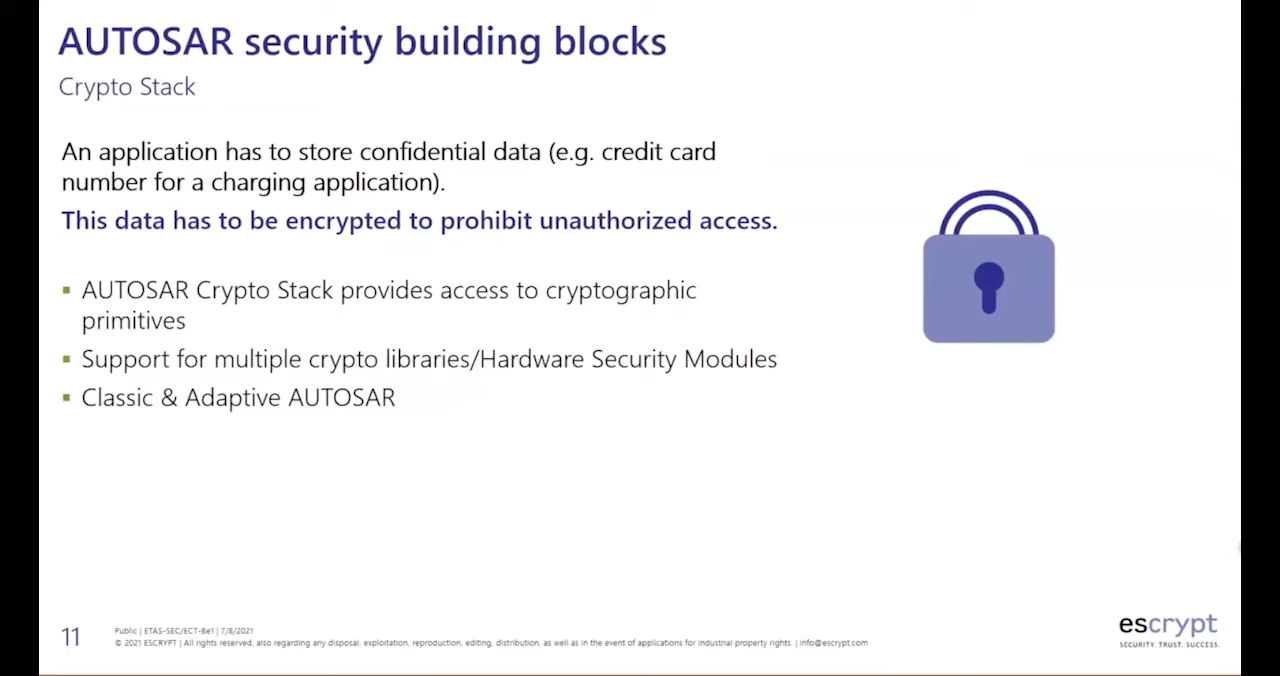 AUTOSAR security building blocks
Crypto Stack
An application has to store confidential data (e.g. credit card
number for a charging application).
This data has to be encrypted to prohibit unauthorized access.
▪ AUTOSAR Crypto Stack provides access to cryptographic
primitives
▪ Support for multiple crypto libraries/Hardware Security Modules
▪ Classic & Adaptive AUTOSAR
11
Public | ETAS-SEC/ECT-Be1 | 7/8/2021
© 2021 ESCRYPT | All rights reserved, also regarding any disposal, exploitation, reproduction, editing, distribution, as well as in the event of applications for industrial property rights. | info@escrypt.com
escrypt
SECURITY. TRUST. SUCCESS.